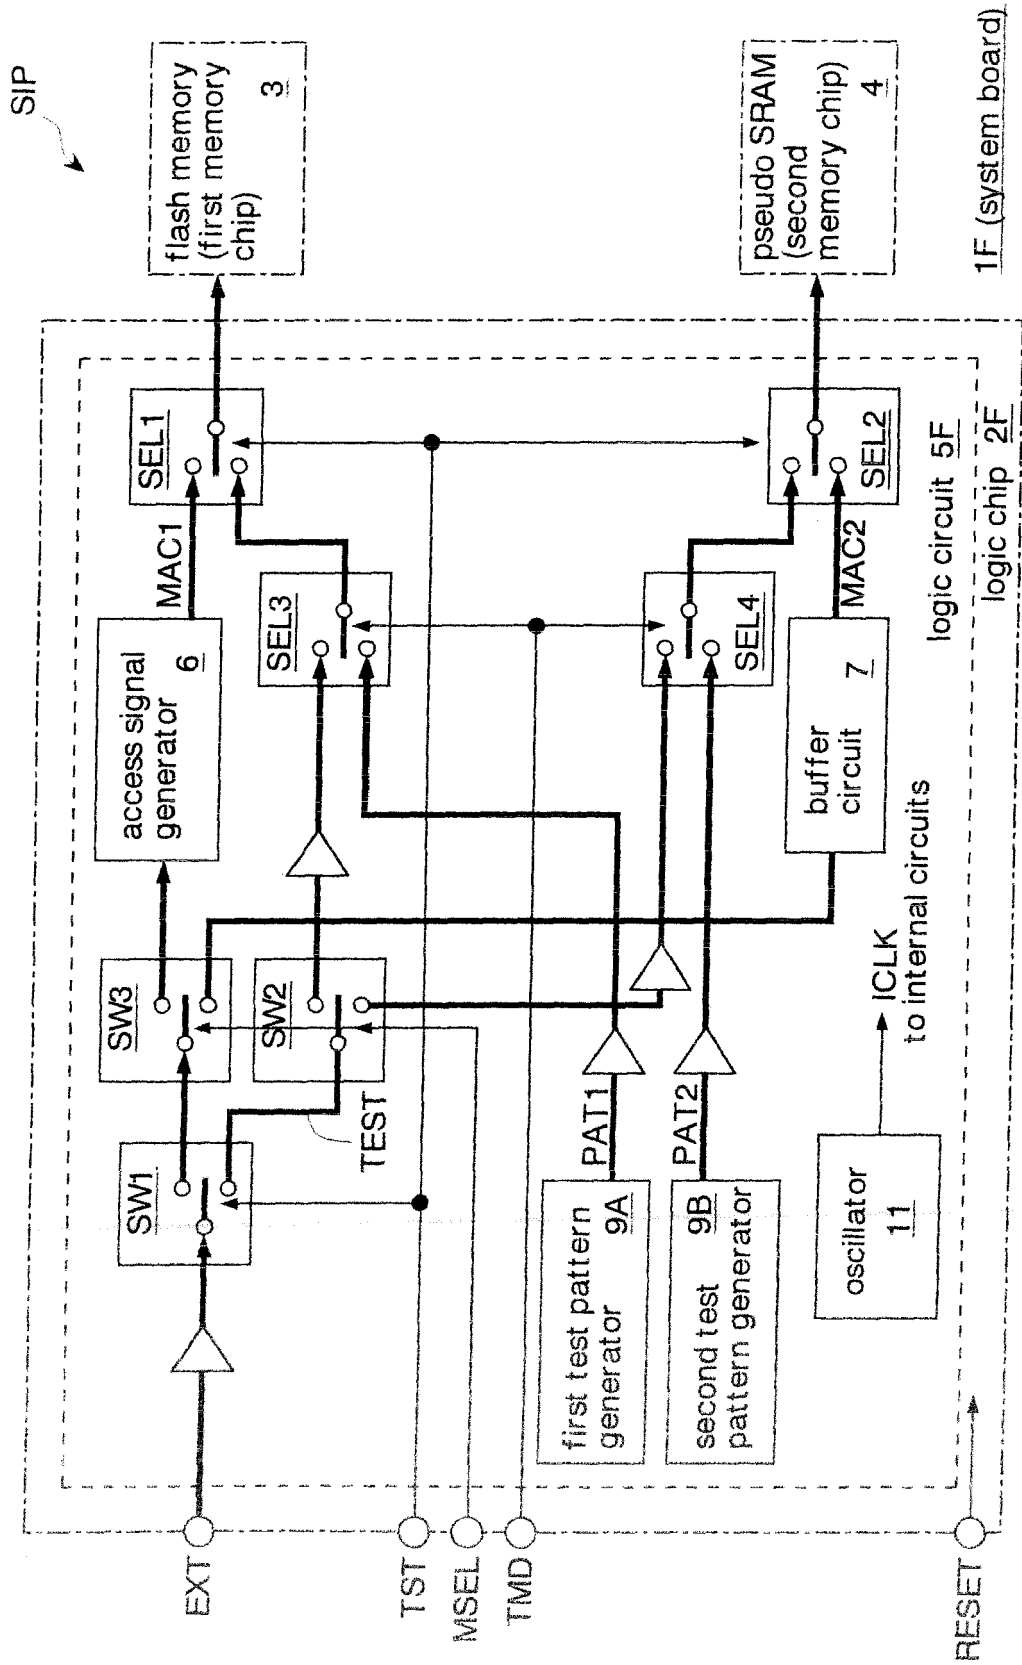 SIP
flash memory
(first memory
chip)
3
pseudo SRAM
(second
memory chip)
4
1F (system board)
SEL1
SEL2
MAC1
MAC2
SEL3
SEL4
access signal
generator
6
buffer
circuit
7
logic circuit 5F
logic chip 2F
SW3
SW2
SW1
TEST
ICLK
to internal circuits
PAT1
PAT2
first test pattern
generator
9A
second test
pattern generator
9B
oscillator
11
EXT
TST
MSEL
TMD
RESET